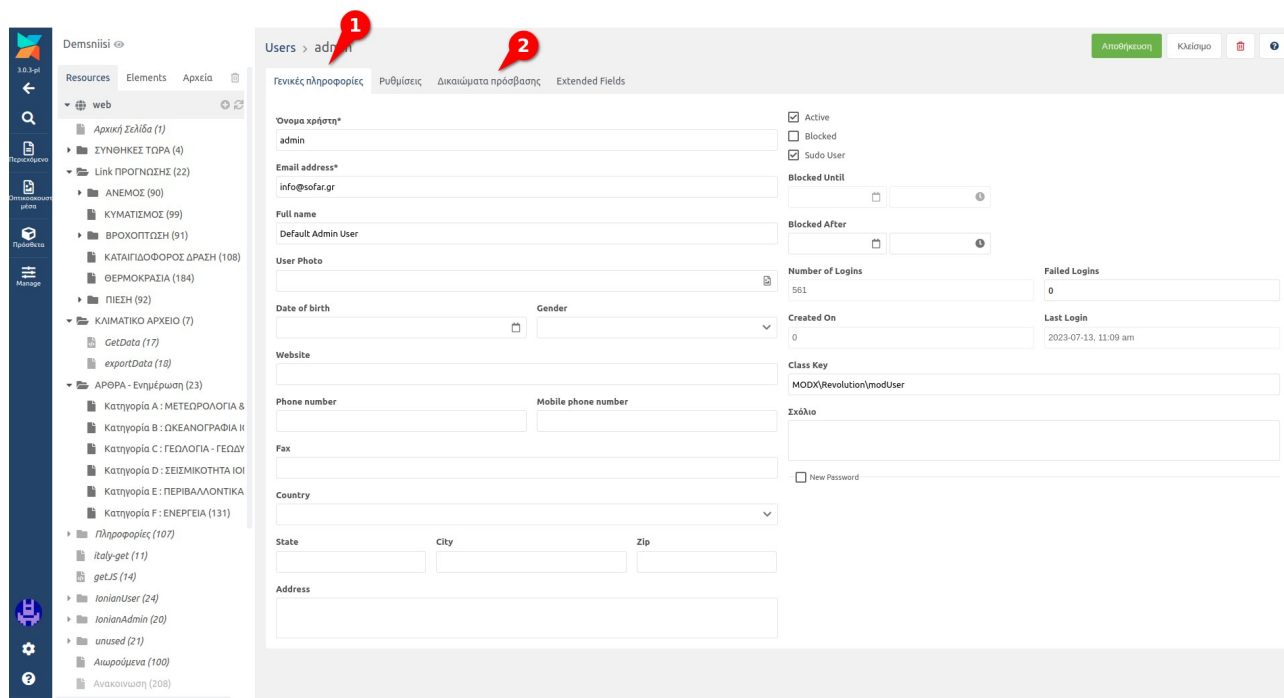 1
2
3.0.3-pl
Περιεχόμενο
Οπτικοακουστ
μέσα
Πρόσθετα
Manage
Demsniisi
Resources Elements Αρχεία
web
Αρχική Σελίδα (1)
ΣΥΝΘΗΚΕΣ ΤΩΡΑ (4)
Link ΠΡΟΓΝΩΣΗΣ (22)
ΑΝΕΜΟΣ (90)
ΚΥΜΑΤΙΣΜΟΣ (99)
ΒΡΟΧΟΠΤΩΣΗ (91)
ΚΑΤΑΙΓΙΔΟΦΟΡΟΣ ΔΡΑΣΗ (108)
ΘΕΡΜΟΚΡΑΣΙΑ (184)
ΠΙΕΣΗ (92)
ΚΛΙΜΑΤΙΚΟ ΑΡΧΕΙΟ (7)
GetData (17)
exportData (18)
ΑΡΘΡΑ - Ενημέρωση (23)
Κατηγορία A : ΜΕΤΕΩΡΟΛΟΓΙΑ &
Κατηγορία B : ΩΚΕΑΝΟΓΡΑΦΙΑ Ι
Κατηγορία C : ΓΕΩΛΟΓΙΑ - ΓΕΩΔΥ
Κατηγορία D : ΣΕΙΣΜΙΚΟΤΗΤΑ ΙΟ
Κατηγορία E : ΠΕΡΙΒΑΛΛΟΝΤΙΚΑ
Κατηγορία F : ΕΝΕΡΓΕΙΑ (131)
Πληροφορίες (107)
italy-get (11)
getJS (14)
IonianUser (24)
IonianAdmin (20)
unused (21)
Αιωρούμενα (100)
Ανακοινωση (208)
Users > admin
Αποθήκευση Κλείσιμο
Γενικές πληροφορίες Ρυθμίσεις Δικαιώματα πρόσβασης Extended Fields
Όνομα χρήστη*
admin
Email address*
info@sofar.gr
Full name
Default Admin User
User Photo
Date of birth Gender
Website
Phone number Mobile phone number
Fax
Country
State City Zip
Address
Active
Blocked
Sudo User
Blocked Until
Blocked After
Number of Logins Failed Logins
561 0
Created On Last Login
0 2023-07-13, 11:09 am
Class Key
MODX\Revolution\modUser
Σχόλιο
New Password